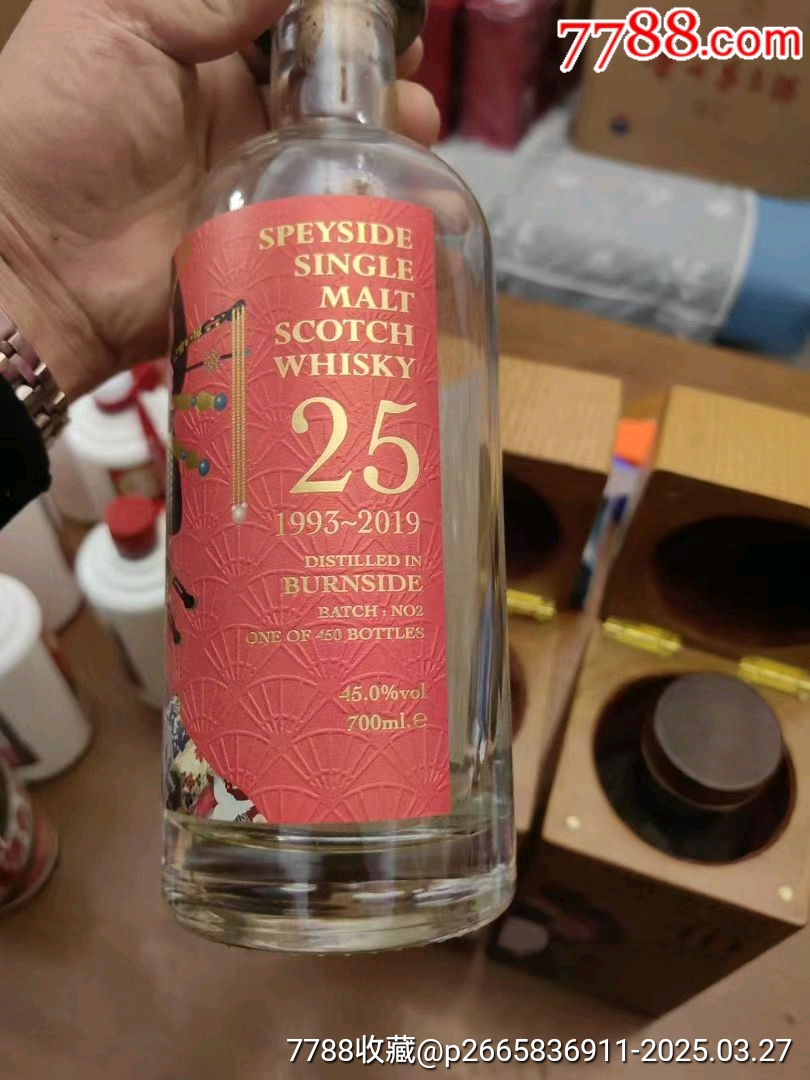 7788.com
SPEYSIDE
SINGLE
MALT
SCOTCH
WHISKY
25
1993~2019
DISTILLED IN
BURNSIDE
BATCH : NO2
ONE OF 450 BOTTLES
45.0%vol
700ml.e
7788收藏@p2665836911-2025.03.27